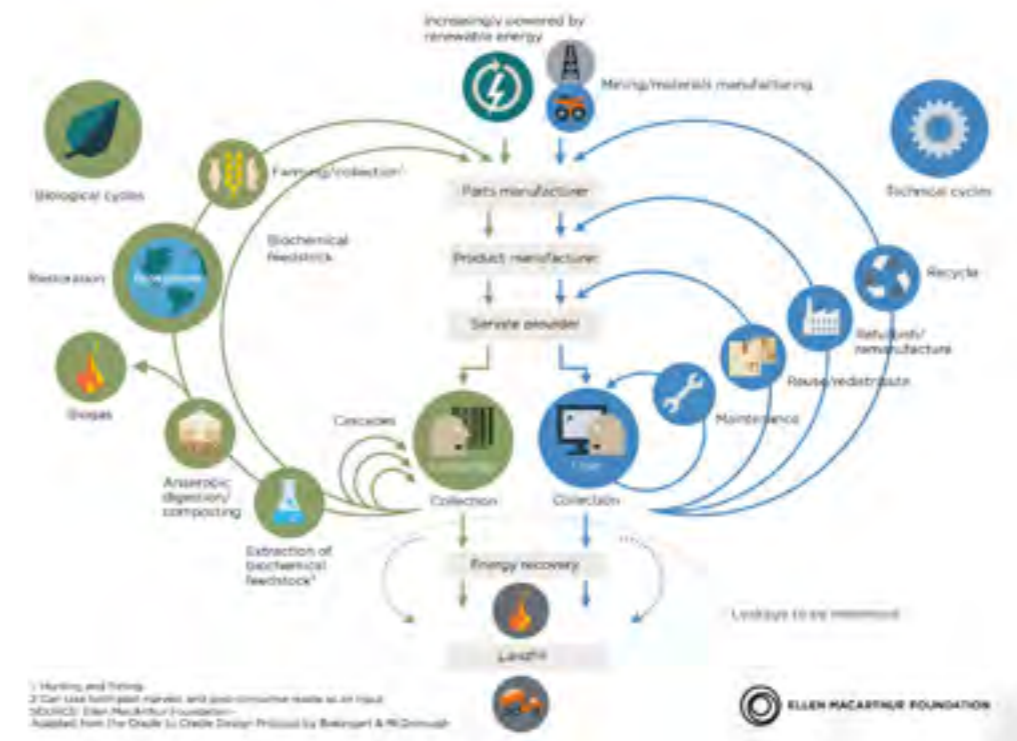 Increasingly powered by
renewable energy
Mining/materials manufacturing
Biological cycles
Technical cycles
Farming/collection¹
Parts manufacturer
Biochemical
feedstock
Product manufacturer
Restoration
Recycle
Service provider
Refurbish/
remanufacture
Reuse/redistribute
Biogas
Cascades
Maintenance
Consumer
User
Anaerobic
digestion/
composting
Collection
Collection
Extraction of
biochemical
feedstock²
Energy recovery
Leakage to be minimised
Landfill
1 Hunting and fishing
2 Can use both post-harvest and post-consumer waste as an input
SOURCE: Ellen MacArthur Foundation
Adapted from the Cradle to Cradle Design Protocol by Braungart & McDonough
ELLEN MACARTHUR FOUNDATION